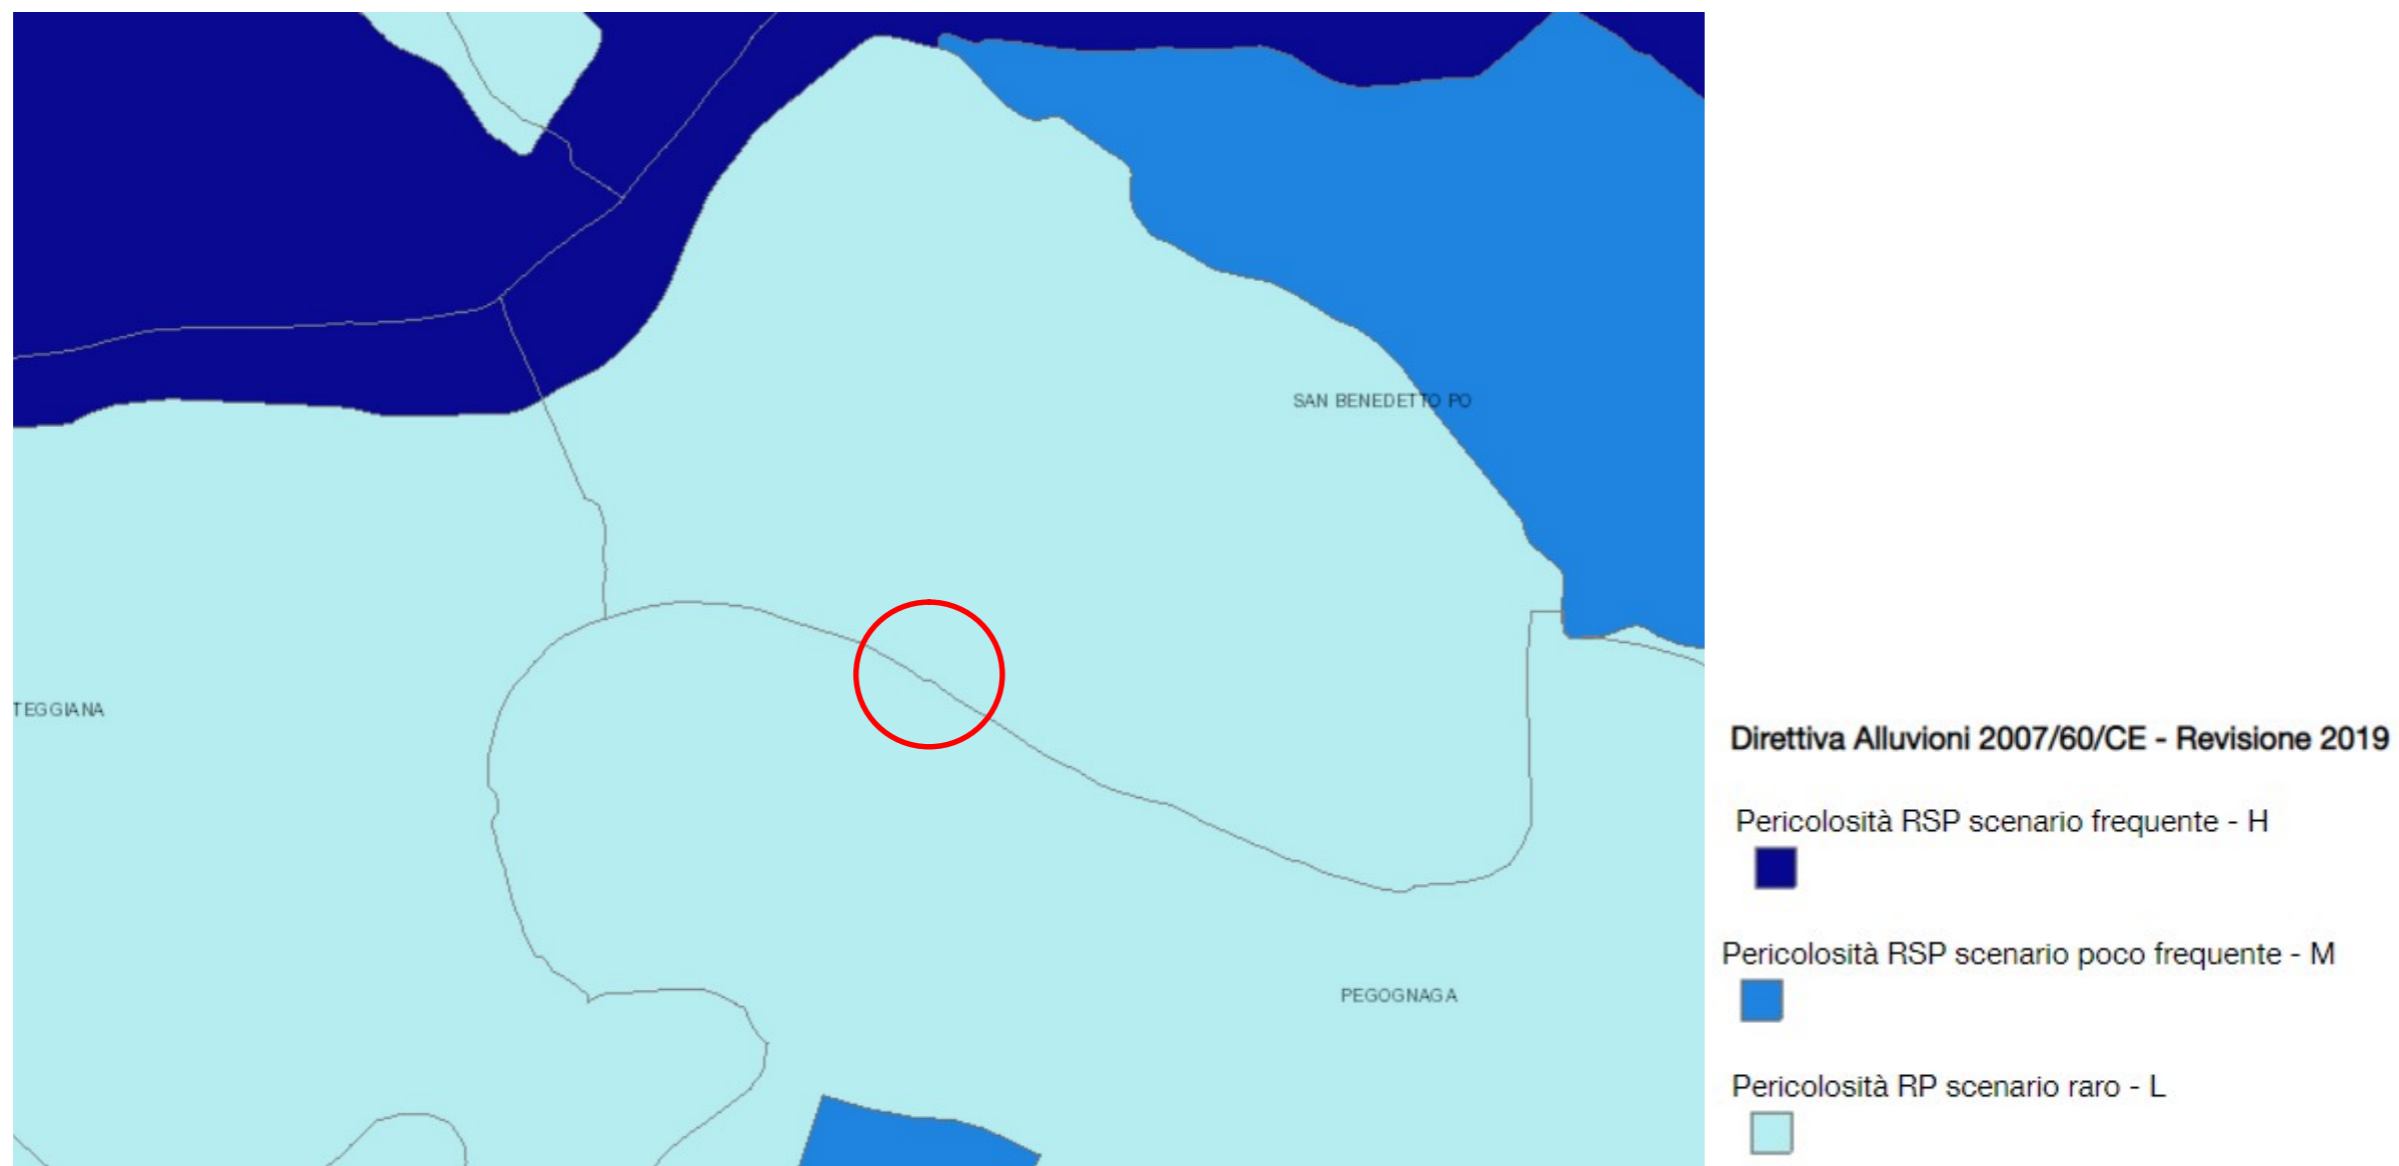 SAN BENEDETTO PO
TEGGIANA
PEGOGNAGA
Direttiva Alluvioni 2007/60/CE - Revisione 2019
Pericolosità RSP scenario frequente - H
Pericolosità RSP scenario poco frequente - M
Pericolosità RP scenario raro - L